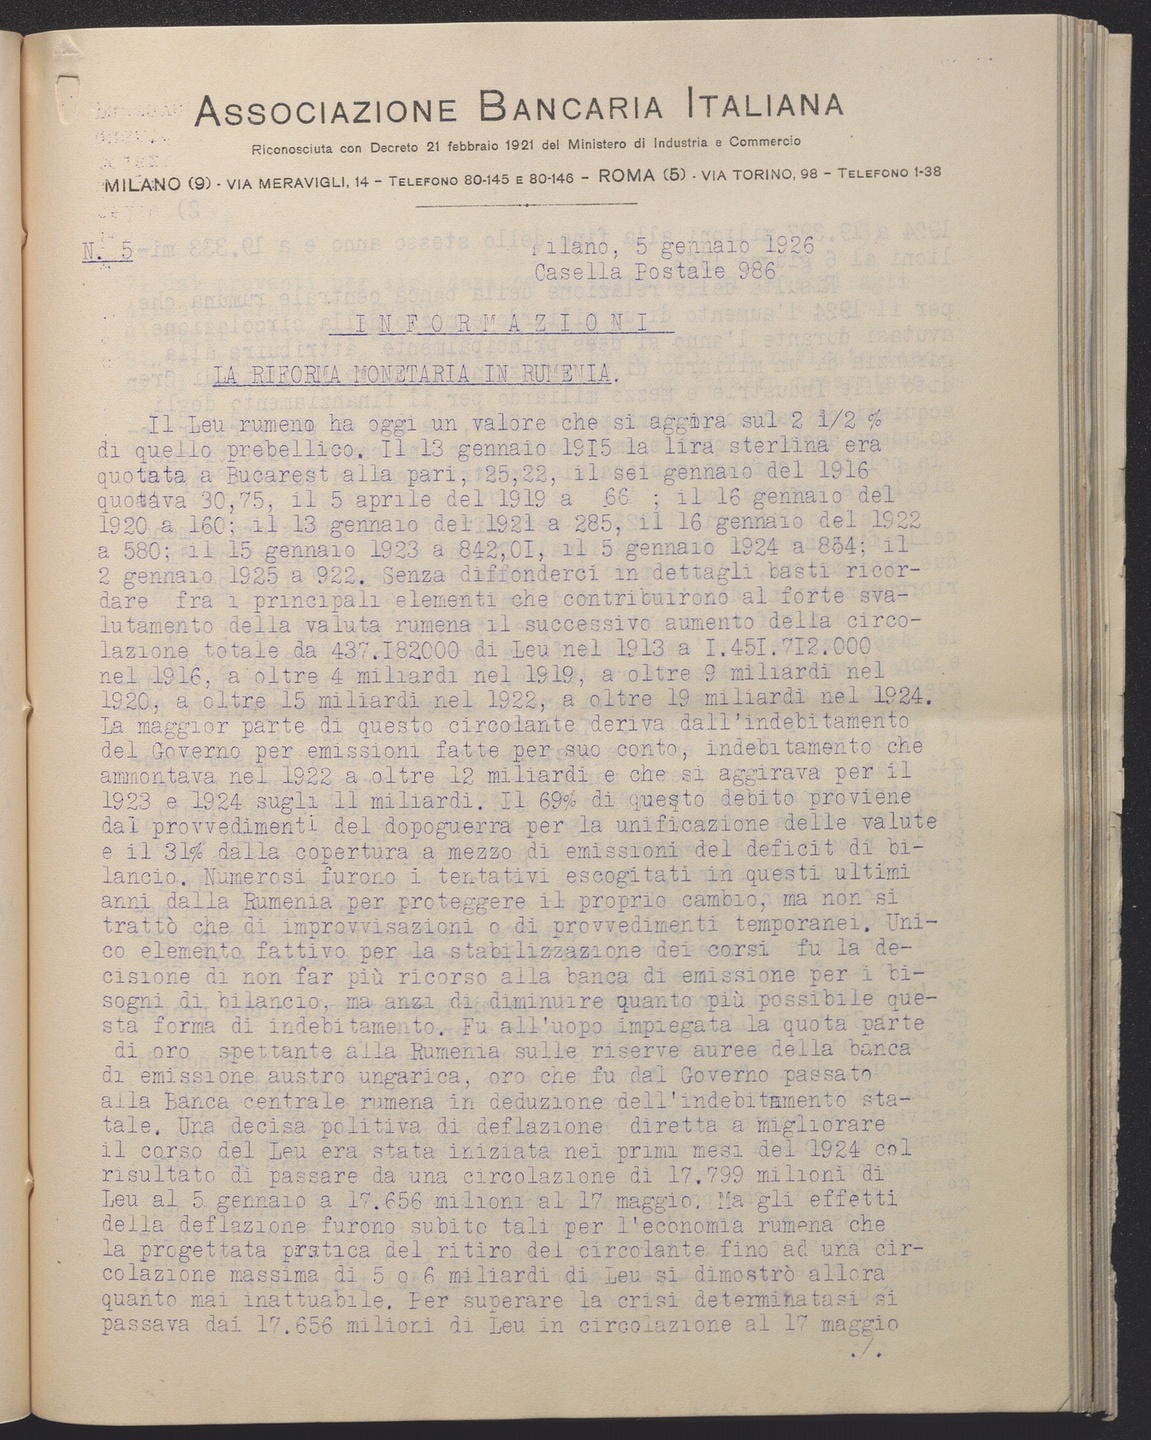 ASSOCIAZIONE BANCARIA ITALIANA
Riconosciuta con Decreto 21 febbraio 1921 del Ministero di Industria e Commercio
MILANO (9) - VIA MERAVIGLI, 14 – TELEFONO 80-145 E 80-146 – ROMA (5) - VIA TORINO, 98 – TELEFONO 1-38
N. 5
Milano, 5 gennaio 1926
Casella Postale 986
I N F O R M A Z I O N I
LA RIFORMA MONETARIA IN RUMENIA.
Il Leu rumeno ha oggi un valore che si aggira sul 2 1/2 %
di quello prebellico. Il 13 gennaio 1915 la lira sterlina era
quotata a Bucarest alla pari, 25,22, il sei gennaio del 1916
quotava 30,75, il 5 aprile del 1919 a 66 ; il 16 gennaio del
1920 a 160; il 13 gennaio del 1921 a 285, il 16 gennaio del 1922
a 580; il 15 gennaio 1923 a 842,01, il 5 gennaio 1924 a 854; il
2 gennaio 1925 a 922. Senza diffonderci in dettagli basti ricor-
dare fra i principali elementi che contribuirono al forte sva-
lutamento della valuta rumena il successivo aumento della circo-
lazione totale da 437.182000 di Leu nel 1913 a 1.451.712.000
nel 1916, a oltre 4 miliardi nel 1919, a oltre 9 miliardi nel
1920, a oltre 15 miliardi nel 1922, a oltre 19 miliardi nel 1924.
La maggior parte di questo circolante deriva dall'indebitamento
del Governo per emissioni fatte per suo conto, indebitamento che
ammontava nel 1922 a oltre 12 miliardi e che si aggirava per il
1923 e 1924 sugli 11 miliardi. Il 69% di questo debito proviene
dai provvedimenti del dopoguerra per la unificazione delle valute
e il 31% dalla copertura a mezzo di emissioni del deficit di bi-
lancio. Numerosi furono i tentativi escogitati in questi ultimi
anni dalla Rumenia per proteggere il proprio cambio, ma non si
trattò che di improvvisazioni o di provvedimenti temporanei. Uni-
co elemento fattivo per la stabilizzazione dei corsi fu la de-
cisione di non far più ricorso alla banca di emissione per i bi-
sogni di bilancio, ma anzi di diminuire quanto più possibile que-
sta forma di indebitamento. Fu all'uopo impiegata la quota parte
di oro spettante alla Rumenia sulle riserve auree della banca
di emissione austro ungarica, oro che fu dal Governo passato
alla Banca centrale rumena in deduzione dell'indebitamento sta-
tale. Una decisa politiva di deflazione diretta a migliorare
il corso del Leu era stata iniziata nei primi mesi del 1924 col
risultato di passare da una circolazione di 17.799 milioni di
Leu al 5 gennaio a 17.656 milioni al 17 maggio. Ma gli effetti
della deflazione furono subito tali per l'economia rumena che
la progettata pratica del ritiro del circolante fino ad una cir-
colazione massima di 5 o 6 miliardi di Leu si dimostrò allora
quanto mai inattuabile. Per superare la crisi determinatasi si
passava dai 17.656 milioni di Leu in circolazione al 17 maggio
./.